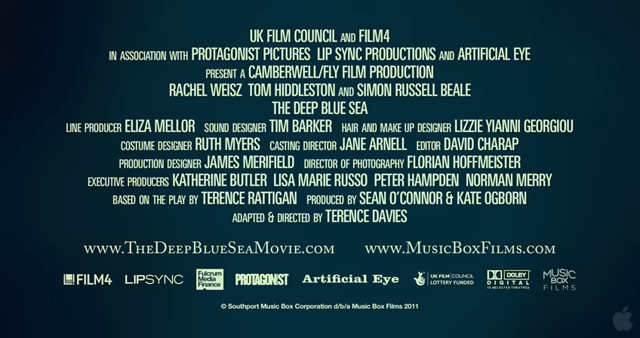 UK FILM COUNCIL AND FILM4
IN ASSOCIATION WITH PROTAGONIST PICTURES LIP SYNC PRODUCTIONS AND ARTIFICIAL EYE
PRESENT A CAMBERWELL/FLY FILM PRODUCTION
RACHEL WEISZ TOM HIDDLESTON AND SIMON RUSSELL BEALE
THE DEEP BLUE SEA
LINE PRODUCER ELIZA MELLOR SOUND DESIGNER TIM BARKER HAIR AND MAKE UP DESIGNER LIZZIE YIANNI GEORGIOU
COSTUME DESIGNER RUTH MYERS CASTING DIRECTOR JANE ARNELL EDITOR DAVID CHARAP
PRODUCTION DESIGNER JAMES MERIFIELD DIRECTOR OF PHOTOGRAPHY FLORIAN HOFFMEISTER
EXECUTIVE PRODUCERS KATHERINE BUTLER LISA MARIE RUSSO PETER HAMPDEN NORMAN MERRY
BASED ON THE PLAY BY TERENCE RATTIGAN PRODUCED BY SEAN O'CONNOR & KATE OGBORN
ADAPTED & DIRECTED BY TERENCE DAVIES
WWW.THEDEEPBLUESEAMOVIE.COM WWW.MUSICBOXFILMS.COM
FILM4 LIPSYNC Fulcrum Media Finance PROTAGONIST Artificial Eye UK FILM COUNCIL LOTTERY FUNDED DOLBY DIGITAL IN SELECTED THEATRES MUSIC BOX FILMS
© Southport Music Box Corporation d/b/a Music Box Films 2011